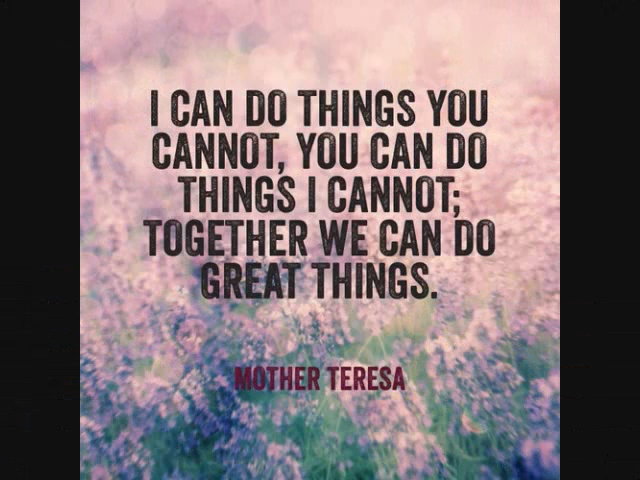 I CAN DO THINGS YOU
CANNOT, YOU CAN DO
THINGS I CANNOT;
TOGETHER WE CAN DO
GREAT THINGS.
MOTHER TERESA